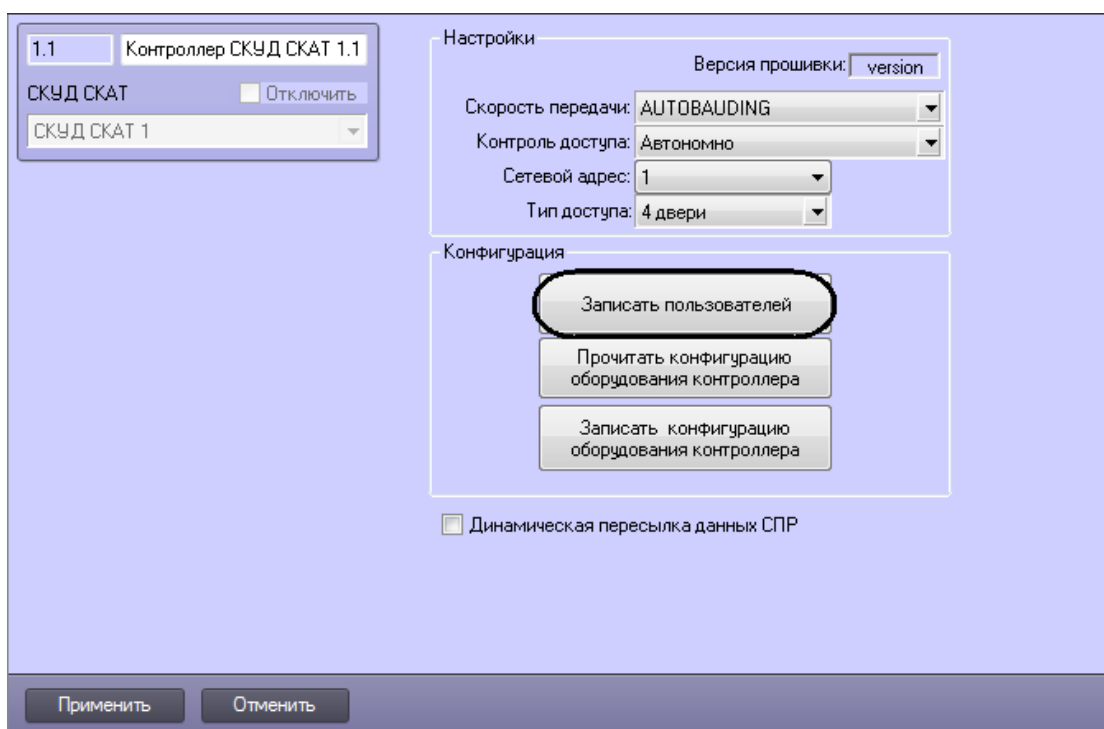 1.1 Контроллер СКУД СКАТ 1.1
СКУД СКАТ Отключить
СКУД СКАТ 1
Настройки
Версия прошивки: version
Скорость передачи: AUTOBAUDING
Контроль доступа: Автономно
Сетевой адрес: 1
Тип доступа: 4 двери
Конфигурация
Записать пользователей
Прочитать конфигурацию
оборудования контроллера
Записать конфигурацию
оборудования контроллера
Динамическая пересылка данных СПР
Применить Отменить